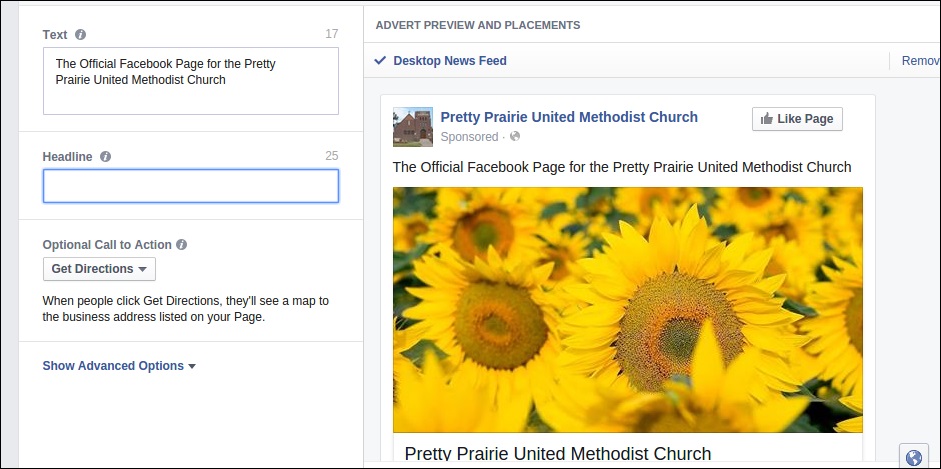 Text 17
The Official Facebook Page for the Pretty
Prairie United Methodist Church
Headline 25
Optional Call to Action
Get Directions
When people click Get Directions, they'll see a map to
the business address listed on your Page.
Show Advanced Options
ADVERT PREVIEW AND PLACEMENTS
Desktop News Feed Remov
Pretty Prairie United Methodist Church
Like Page
Sponsored ·
The Official Facebook Page for the Pretty Prairie United Methodist Church
Pretty Prairie United Methodist Church